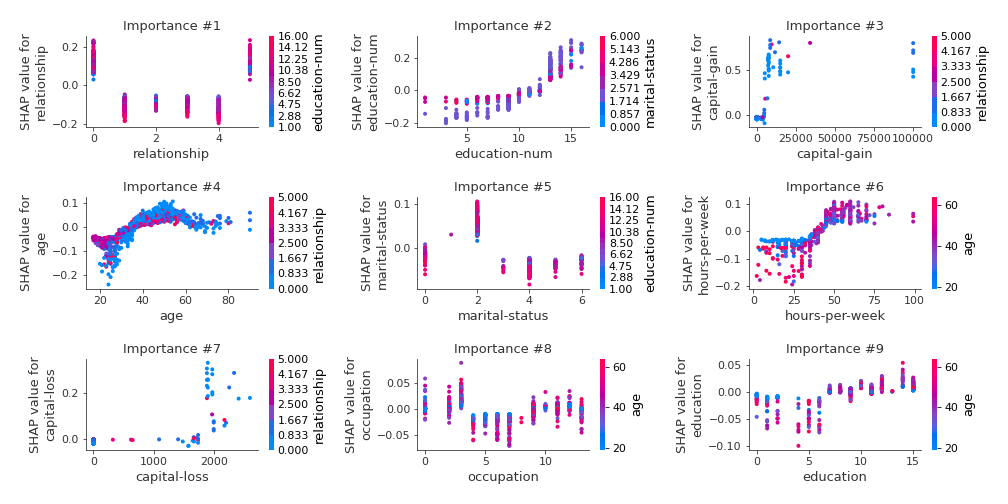 Importance #1
SHAP value for
relationship
0.2
0.0
−0.2
0
2
4
relationship
16.00
14.12
12.25
10.38
8.50
6.62
4.75
2.88
1.00
education-num
Importance #2
SHAP value for
education-num
0.2
0.0
−0.2
5
10
15
education-num
6.000
5.143
4.286
3.429
2.571
1.714
0.857
0.000
marital-status
Importance #3
SHAP value for
capital-gain
0.5
0.0
0
25000
50000
75000
100000
capital-gain
5.000
4.167
3.333
2.500
1.667
0.833
0.000
relationship
Importance #4
SHAP value for
age
0.1
0.0
−0.1
−0.2
20
40
60
80
age
5.000
4.167
3.333
2.500
1.667
0.833
0.000
relationship
Importance #5
SHAP value for
marital-status
0.1
0.0
0
2
4
6
marital-status
16.00
14.12
12.25
10.38
8.50
6.62
4.75
2.88
1.00
education-num
Importance #6
SHAP value for
hours-per-week
0.1
0.0
−0.1
−0.2
0
25
50
75
100
hours-per-week
60
40
20
age
Importance #7
SHAP value for
capital-loss
0.2
0.0
0
1000
2000
capital-loss
5.000
4.167
3.333
2.500
1.667
0.833
0.000
relationship
Importance #8
SHAP value for
occupation
0.05
0.00
−0.05
0
5
10
occupation
60
40
20
age
Importance #9
SHAP value for
education
0.05
0.00
−0.05
−0.10
0
5
10
15
education
60
40
20
age